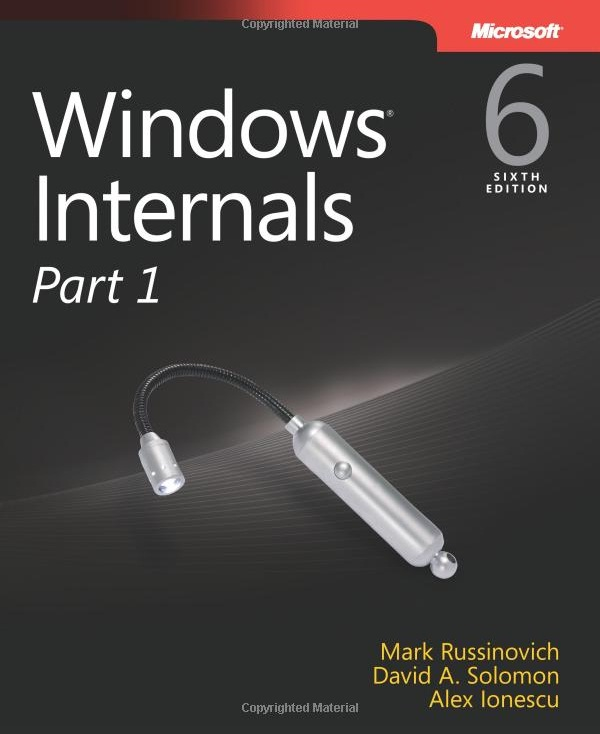 Copyrighted Material
Microsoft®
Windows®
Internals
Part 1
6
SIXTH
EDITION
Mark Russinovich
David A. Solomon
Alex Ionescu
Copyrighted Material